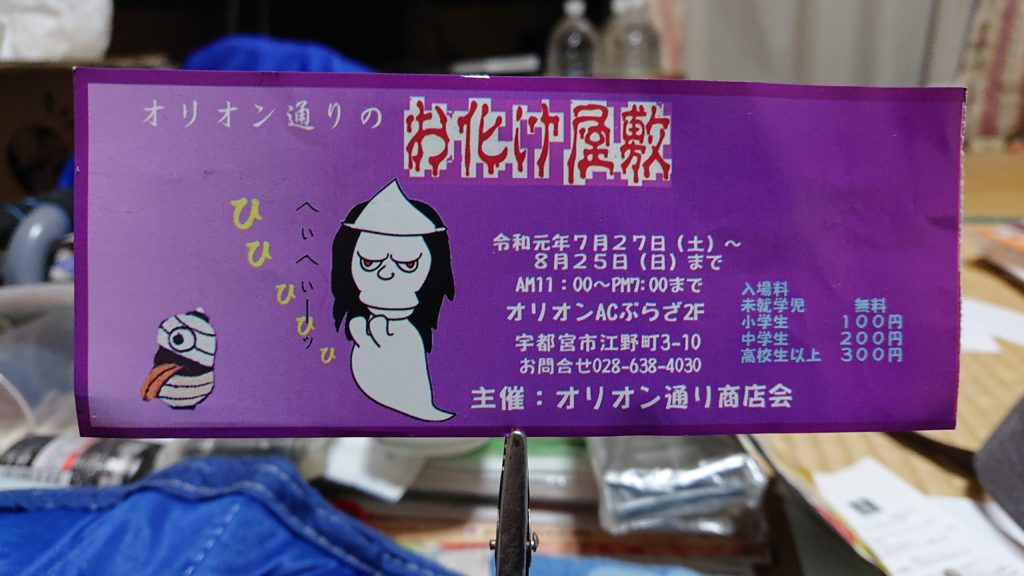 オリオン通りの
お化け屋敷
ひひひひひ
へぃへぃーッ
令和元年7月27日（土）～
8月25日（日）まで
AM11：00～PM7:00まで
オリオンACぷらざ2F
宇都宮市江野町3-10
お問合せ028-638-4030
主催：オリオン通り商店会
入場料
未就学児 無料
小学生 100円
中学生 200円
高校生以上 300円